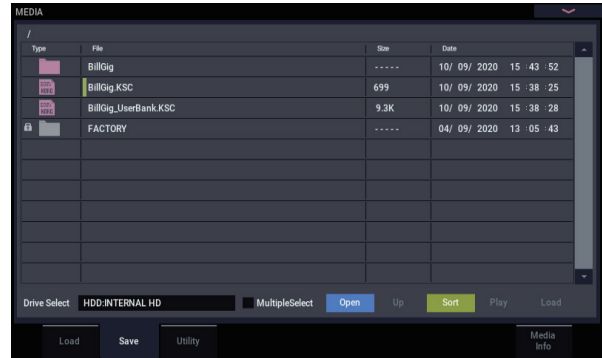 MEDIA
/
Type File Size Date
BillGig ----- 10/ 09/ 2020 15 :43 :52
BillGig.KSC 699 10/ 09/ 2020 15 :38 :25
BillGig_UserBank.KSC 9.3K 10/ 09/ 2020 15 :38 :28
FACTORY ----- 04/ 09/ 2020 13 :05 :43
Drive Select HDD:INTERNAL HD MultipleSelect Open Up Sort Play Load
Load Save Utility Media
Info